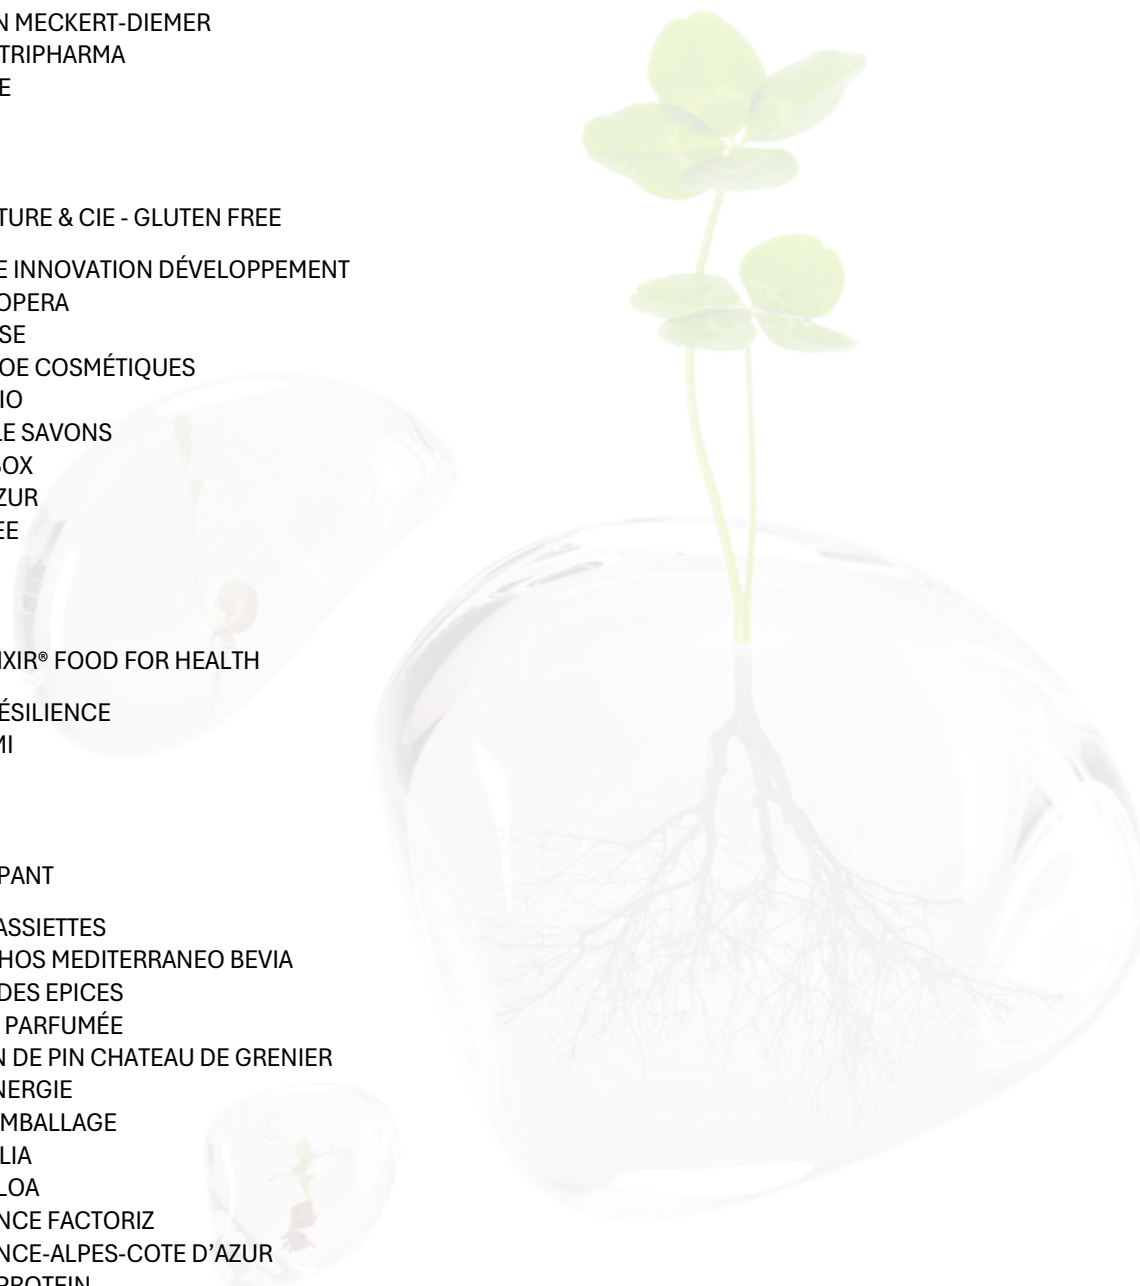 N MECKERT-DIEMER
TRIPHARMA
E
TURE & CIE - GLUTEN FREE
E INNOVATION DÉVELOPPEMENT
OPERA
SE
OE COSMÉTIQUES
IO
LE SAVONS
BOX
ZUR
EE
IXIR® FOOD FOR HEALTH
ÉSILIENCE
MI
PANT
ASSIETTES
HOS MEDITERRANEO BEVIA
DES EPICES
PARFUMÉE
N DE PIN CHATEAU DE GRENIER
NERGIE
MBALLAGE
LIA
LOA
NCE FACTORIZ
NCE-ALPES-COTE D’AZUR
PROTEIN